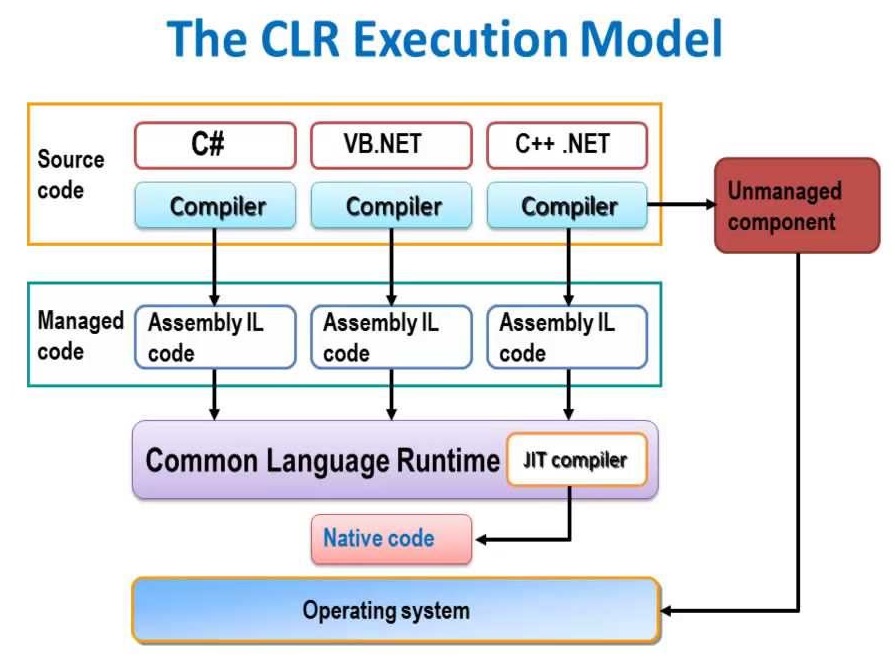 The CLR Execution Model
Source
code
C#
VB.NET
C++ .NET
Compiler
Compiler
Compiler
Unmanaged
component
Managed
code
Assembly IL
code
Assembly IL
code
Assembly IL
code
Common Language Runtime
JIT compiler
Native code
Operating system